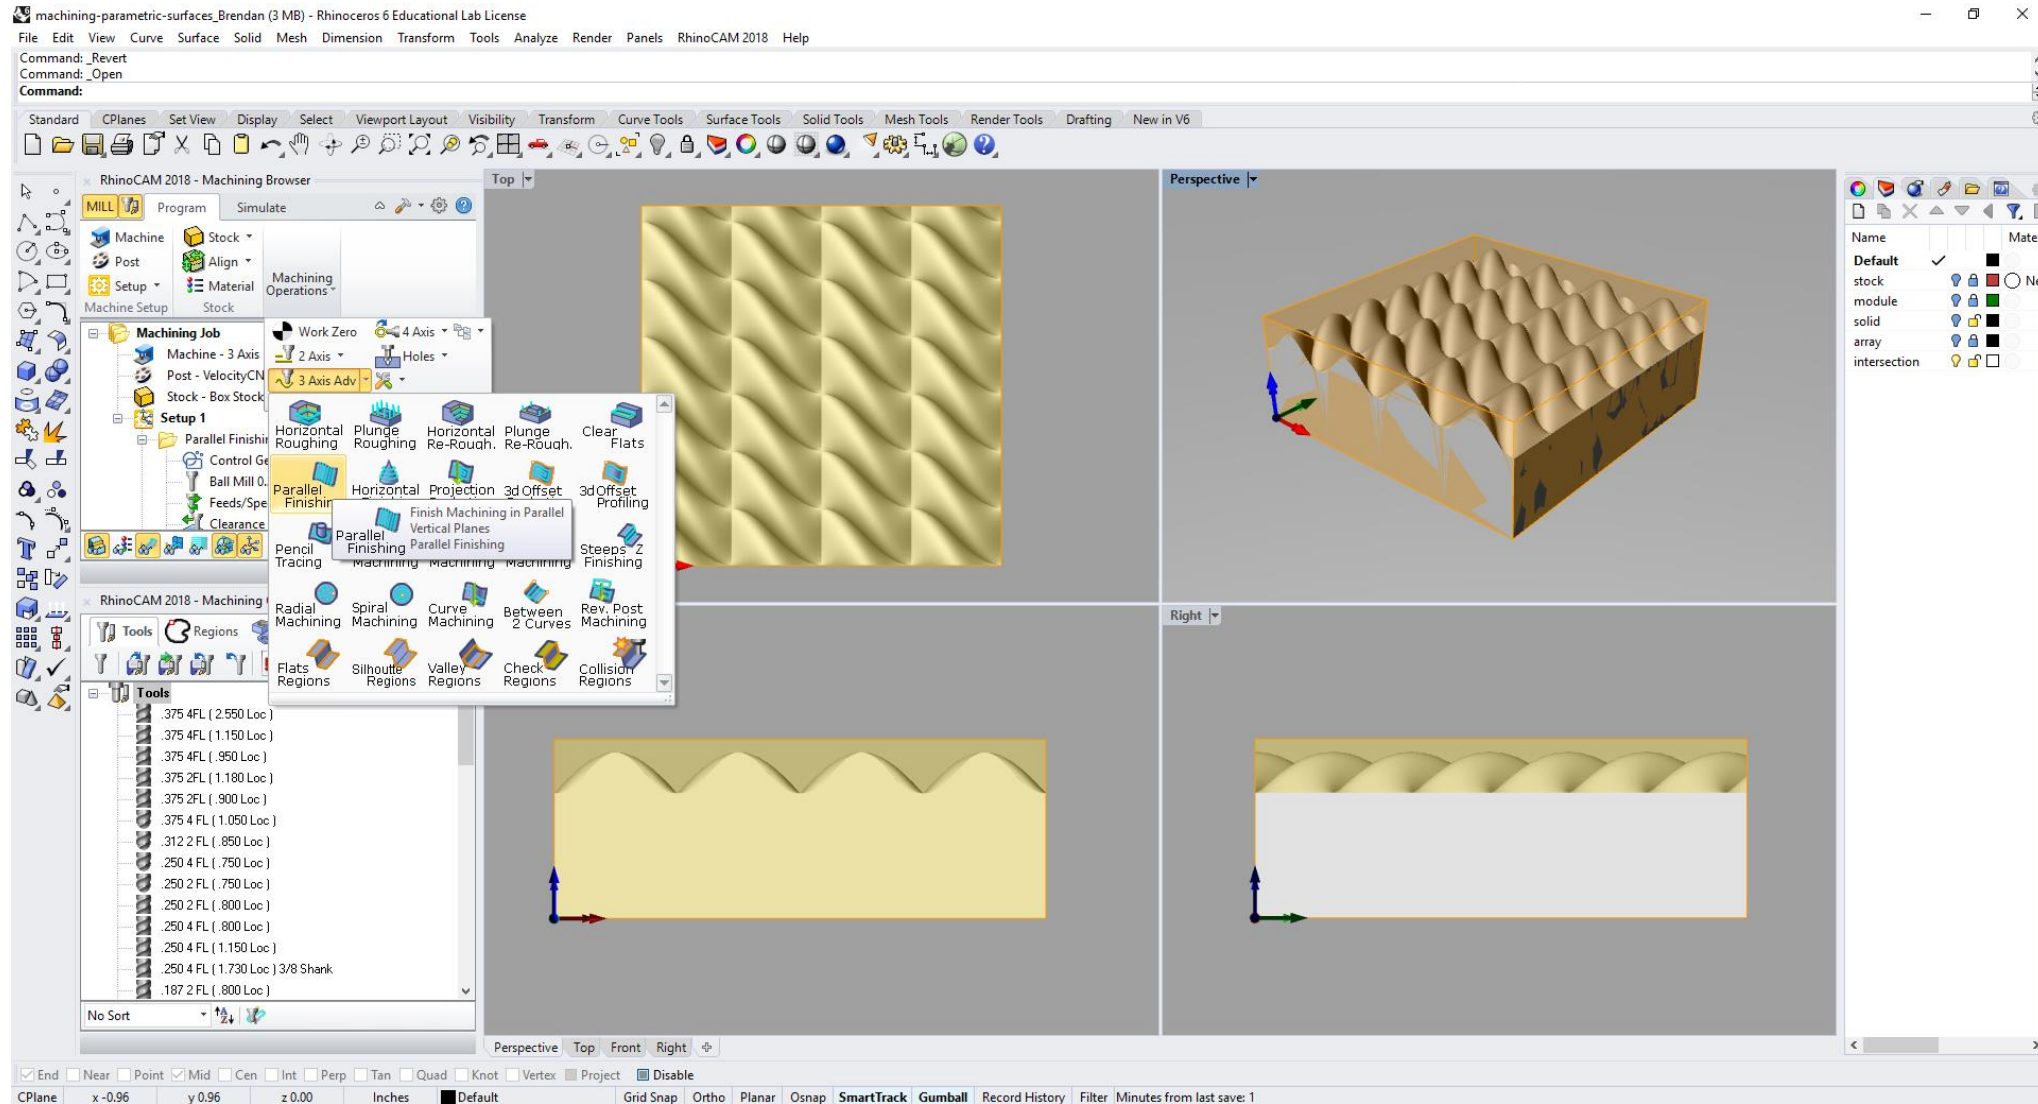 machining-parametric-surfaces_Brendan (3 MB) - Rhinoceros 6 Educational Lab License
File Edit View Curve Surface Solid Mesh Dimension Transform Tools Analyze Render Panels RhinoCAM 2018 Help
Command: _Revert
Command: _Open
Command:
Standard CPlanes Set View Display Select Viewport Layout Visibility Transform Curve Tools Surface Tools Solid Tools Mesh Tools Render Tools Drafting New in V6
RhinoCAM 2018 - Machining Browser
MILL Program Simulate
Machine Stock
Post Align
Setup Material
Machining
Operations
Machine Setup Stock
Machining Job
Machine - 3 Axis
Post - VelocityCN
Stock - Box Stock
Setup 1
Parallel Finishin
Control Ge
Ball Mill 0.
Feeds/Spe
Clearance
Work Zero 4 Axis
2 Axis Holes
3 Axis Adv
Horizontal Roughing
Plunge Roughing
Horizontal Re-Rough.
Plunge Re-Rough.
Clear Flats
Parallel Finishin
Horizontal
Projection
3d Offset
3d Offset Profiling
Parallel Finishing
Finish Machining in Parallel
Vertical Planes
Parallel Finishing
Pencil Tracing
Machining
Machining
Machining
Steeps Z Finishing
Radial Machining
Spiral Machining
Curve Machining
Between 2 Curves
Rev. Post Machining
Flats Regions
Silhoutte Regions
Valley Regions
Check Regions
Collision Regions
RhinoCAM 2018 - Machining
Tools Regions
Tools
.375 4FL ( 2.550 Loc )
.375 4FL ( 1.150 Loc )
.375 4FL ( .950 Loc )
.375 2FL ( 1.180 Loc )
.375 2FL ( .900 Loc )
.375 4 FL ( 1.050 Loc )
.312 2 FL ( .850 Loc )
.250 4 FL ( .750 Loc )
.250 2 FL ( .750 Loc )
.250 2 FL ( .800 Loc )
.250 4 FL ( .800 Loc )
.250 4 FL ( 1.150 Loc )
.250 4 FL ( 1.730 Loc ) 3/8 Shank
.187 2 FL ( .800 Loc )
No Sort
Top
Perspective
Right
Name Mate
Default
stock Ne
module
solid
array
intersection
Perspective Top Front Right
End Near Point Mid Cen Int Perp Tan Quad Knot Vertex Project Disable
CPlane x -0.96 y 0.96 z 0.00 Inches Default Grid Snap Ortho Planar Osnap SmartTrack Gumball Record History Filter Minutes from last save: 1